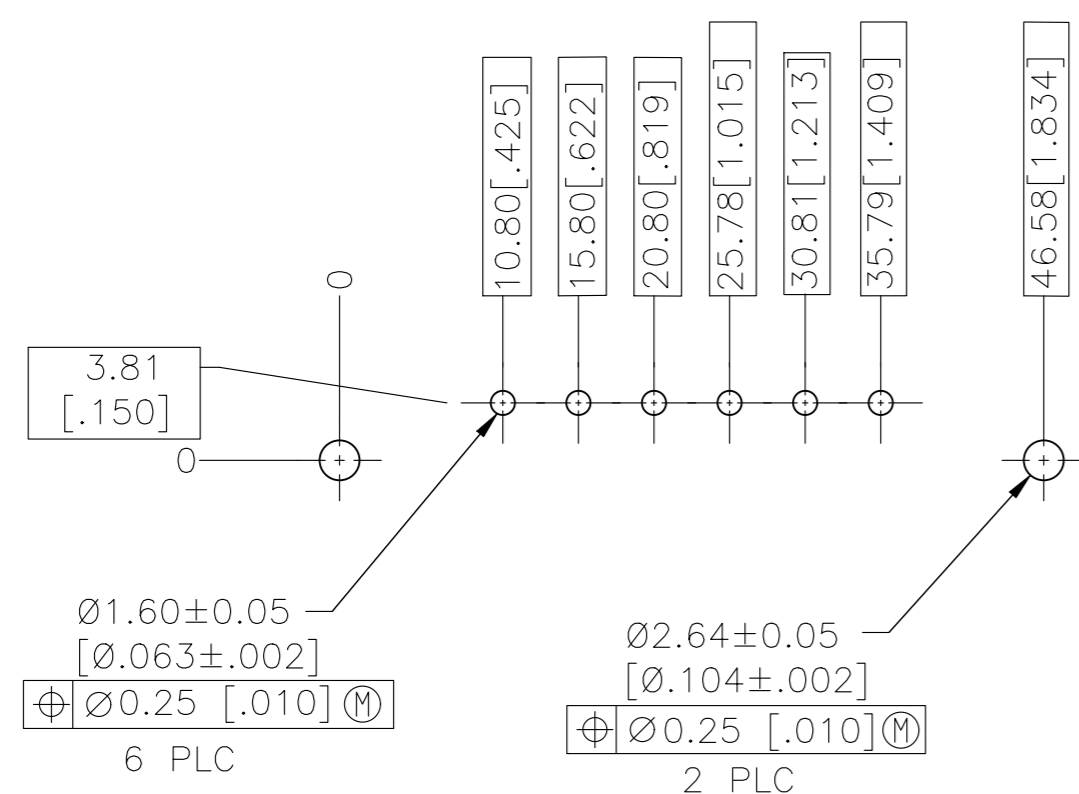 10.80[.425]
15.80[.622]
20.80[.819]
25.78[1.015]
30.81[1.213]
35.79[1.409]
46.58[1.834]
0
3.81
[.150]
0
Ø1.60±0.05
[Ø.063±.002]
⌖ Ø0.25 [.010] Ⓜ
6 PLC
Ø2.64±0.05
[Ø.104±.002]
⌖ Ø0.25 [.010] Ⓜ
2 PLC